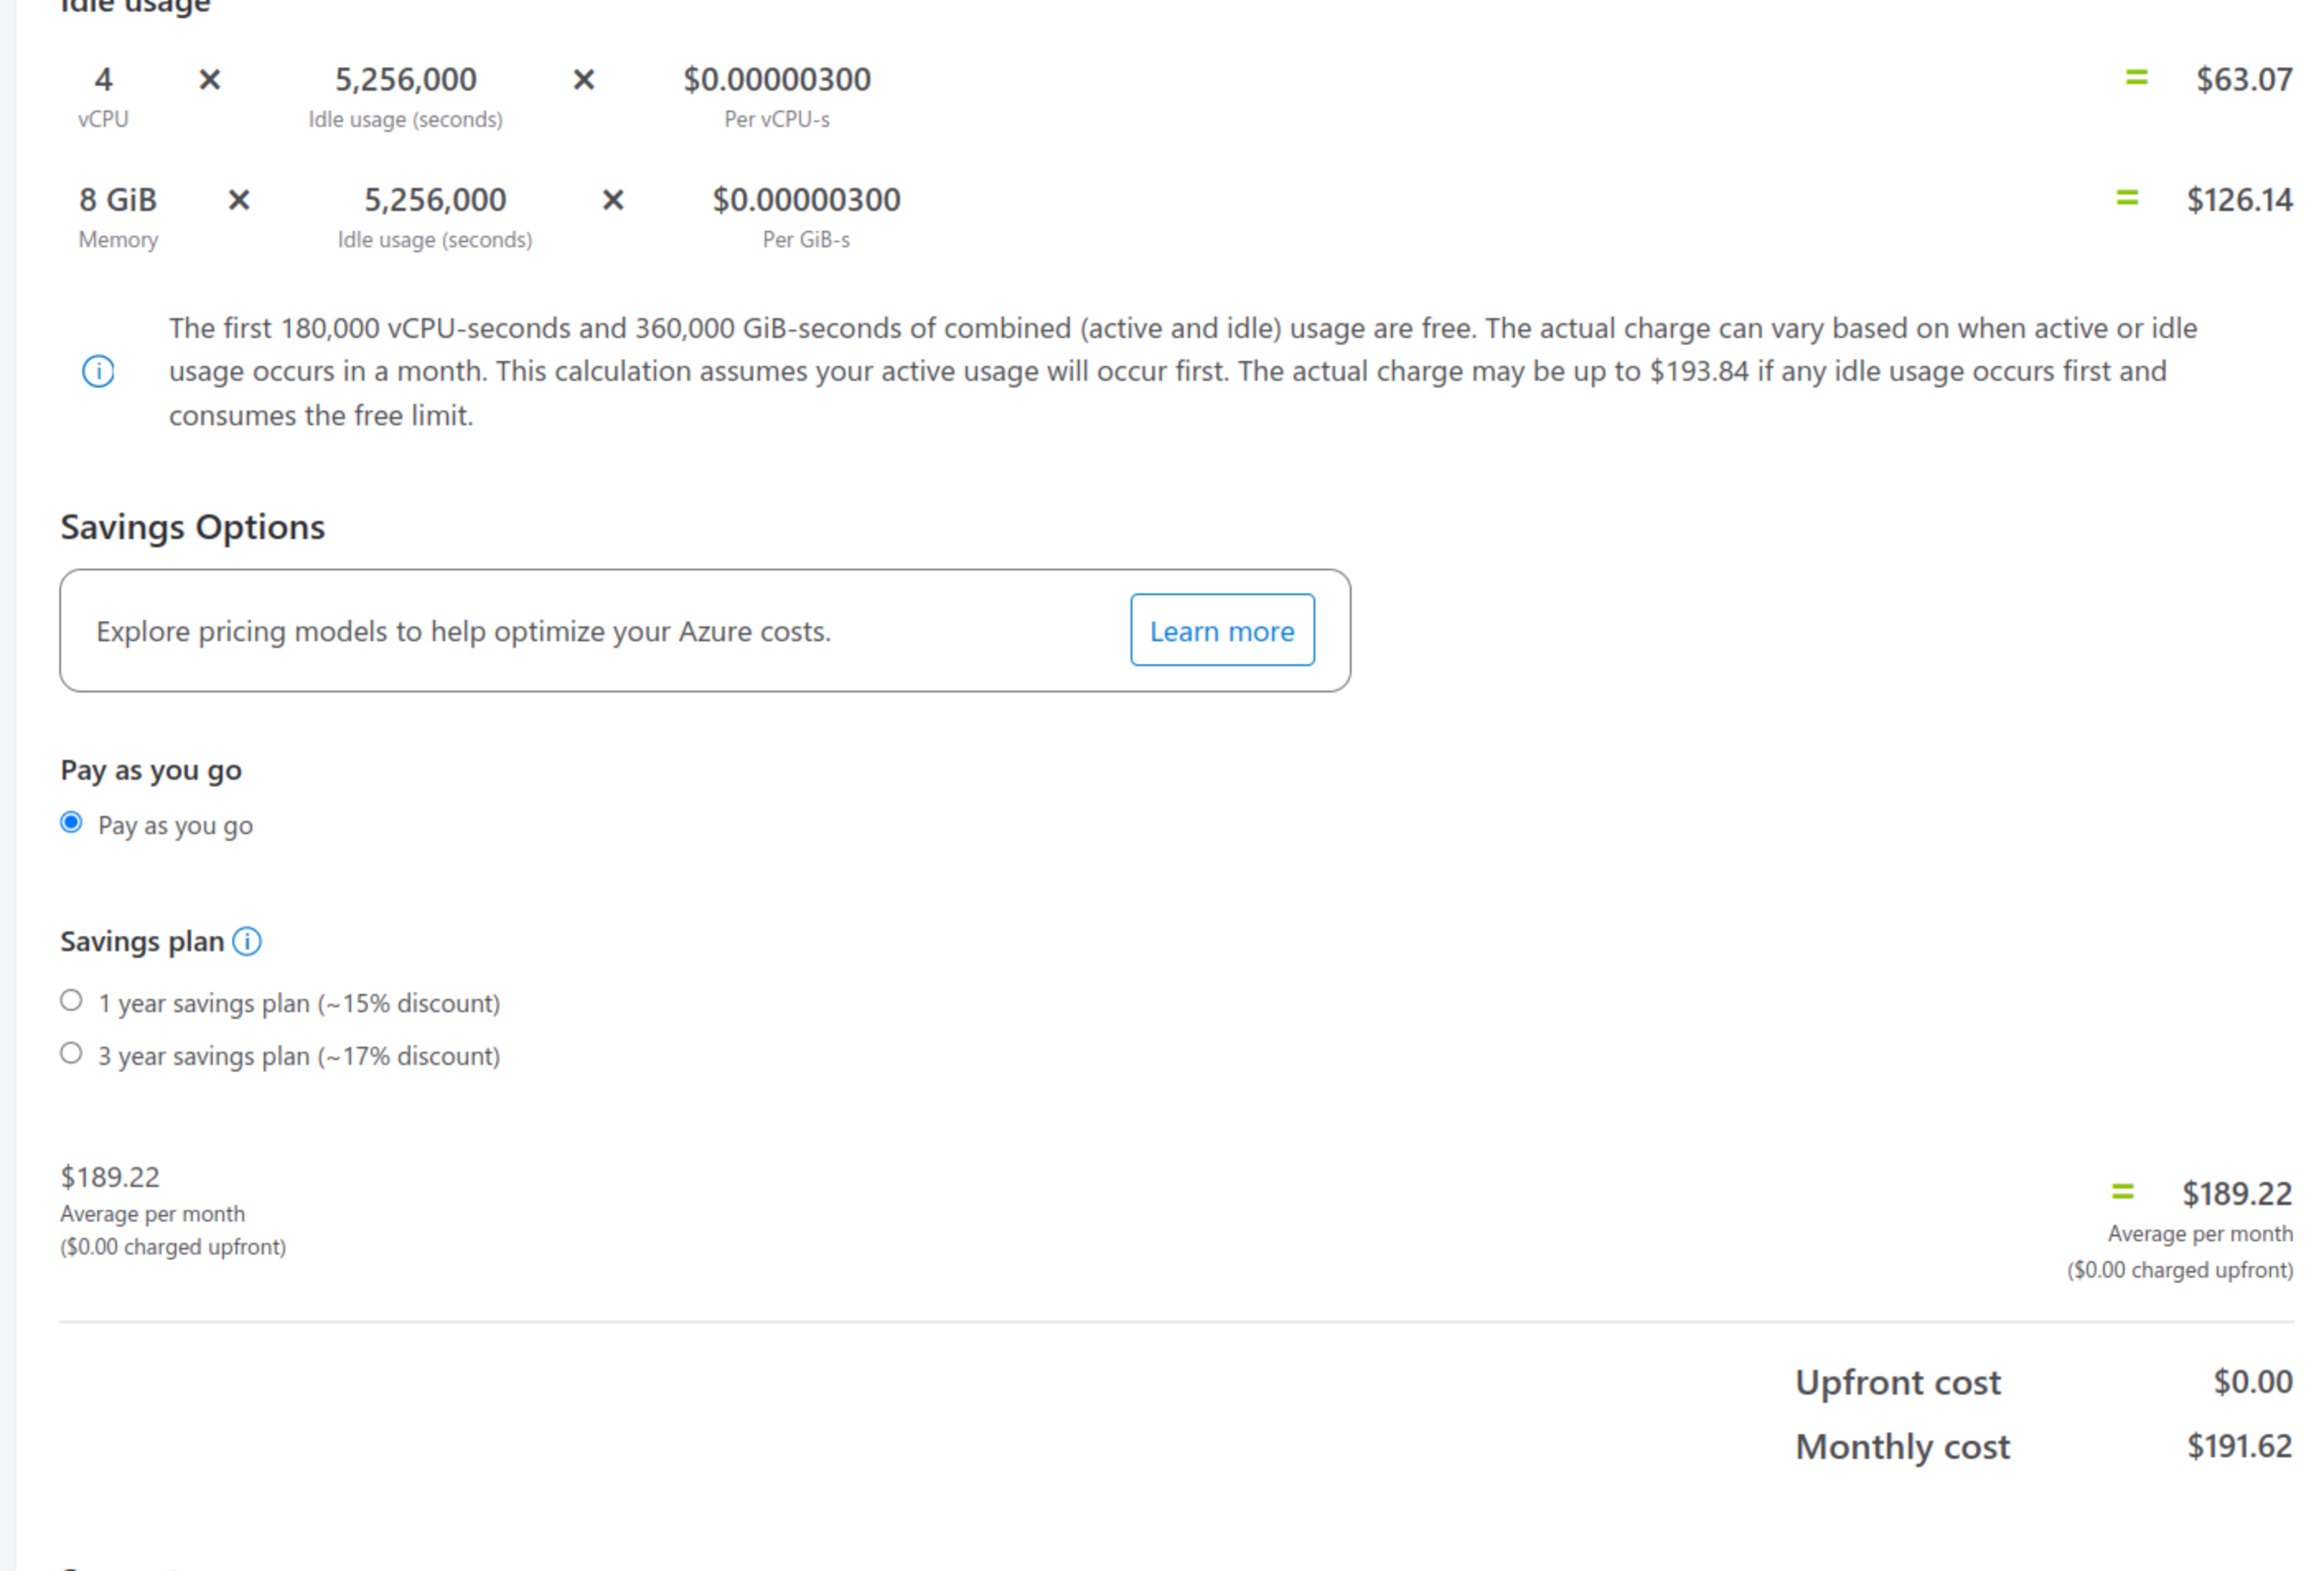 Idle usage
4 × 5,256,000 × $0.00000300 = $63.07
vCPU Idle usage (seconds) Per vCPU-s
8 GiB × 5,256,000 × $0.00000300 = $126.14
Memory Idle usage (seconds) Per GiB-s
The first 180,000 vCPU-seconds and 360,000 GiB-seconds of combined (active and idle) usage are free. The actual charge can vary based on when active or idle
usage occurs in a month. This calculation assumes your active usage will occur first. The actual charge may be up to $193.84 if any idle usage occurs first and
consumes the free limit.
Savings Options
Explore pricing models to help optimize your Azure costs. Learn more
Pay as you go
Pay as you go
Savings plan
1 year savings plan (~15% discount)
3 year savings plan (~17% discount)
$189.22
Average per month
($0.00 charged upfront)
= $189.22
Average per month
($0.00 charged upfront)
Upfront cost $0.00
Monthly cost $191.62